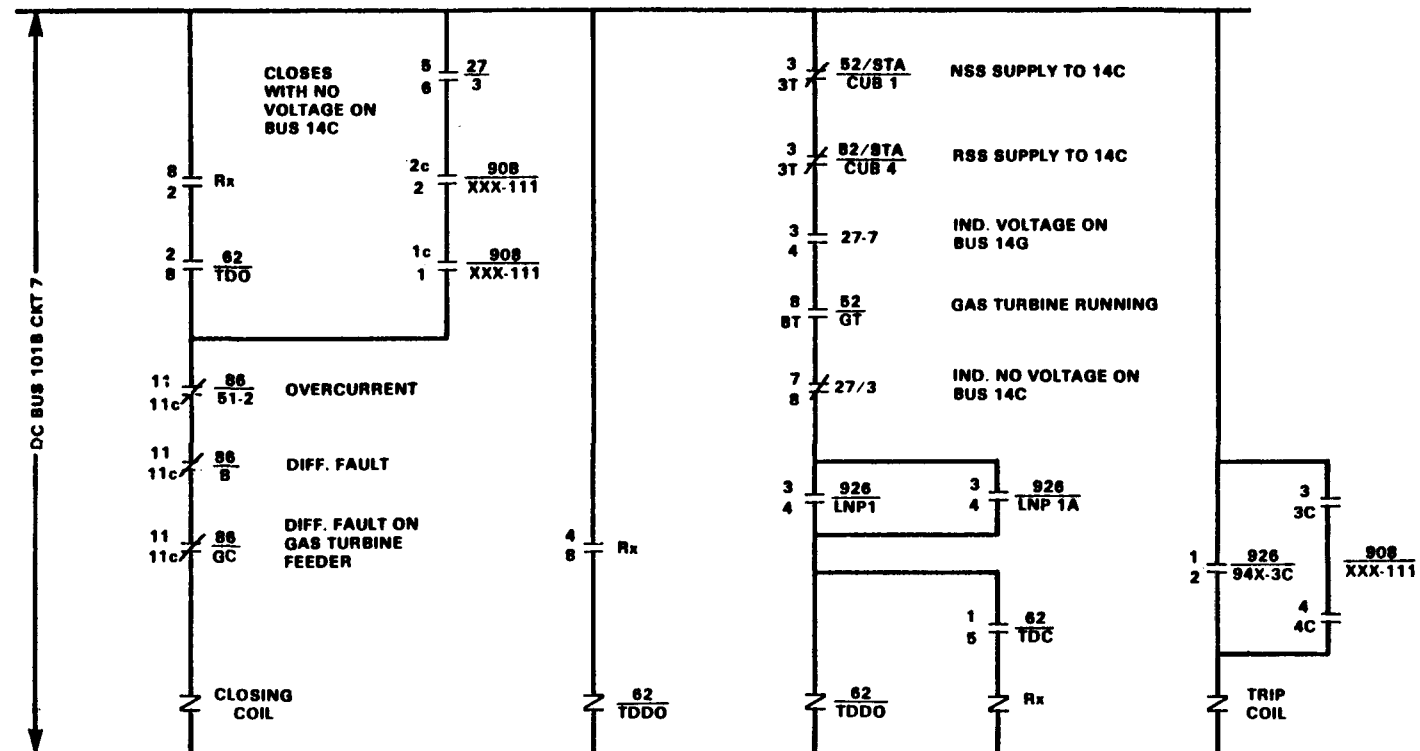 DC BUS 101B CKT 7
CLOSES
WITH NO
VOLTAGE ON
BUS 14C
5
6
27
3
8
2
Rx
2c
2
908
XXX-111
2
8
62
TDO
1c
1
908
XXX-111
11
11c
86
51-2
OVERCURRENT
11
11c
86
B
DIFF. FAULT
11
11c
86
GC
DIFF. FAULT ON
GAS TURBINE
FEEDER
CLOSING
COIL
4
8
Rx
62
TDDO
3
3T
52/STA
CUB 1
NSS SUPPLY TO 14C
3
3T
52/STA
CUB 4
RSS SUPPLY TO 14C
3
4
27-7
IND. VOLTAGE ON
BUS 14G
8
8T
52
GT
GAS TURBINE RUNNING
7
8
27/3
IND. NO VOLTAGE ON
BUS 14C
3
4
926
LNP1
3
4
926
LNP 1A
1
5
62
TDC
62
TDDO
Rx
1
2
926
94X-3C
3
3C
908
XXX-111
4
4C
TRIP
COIL